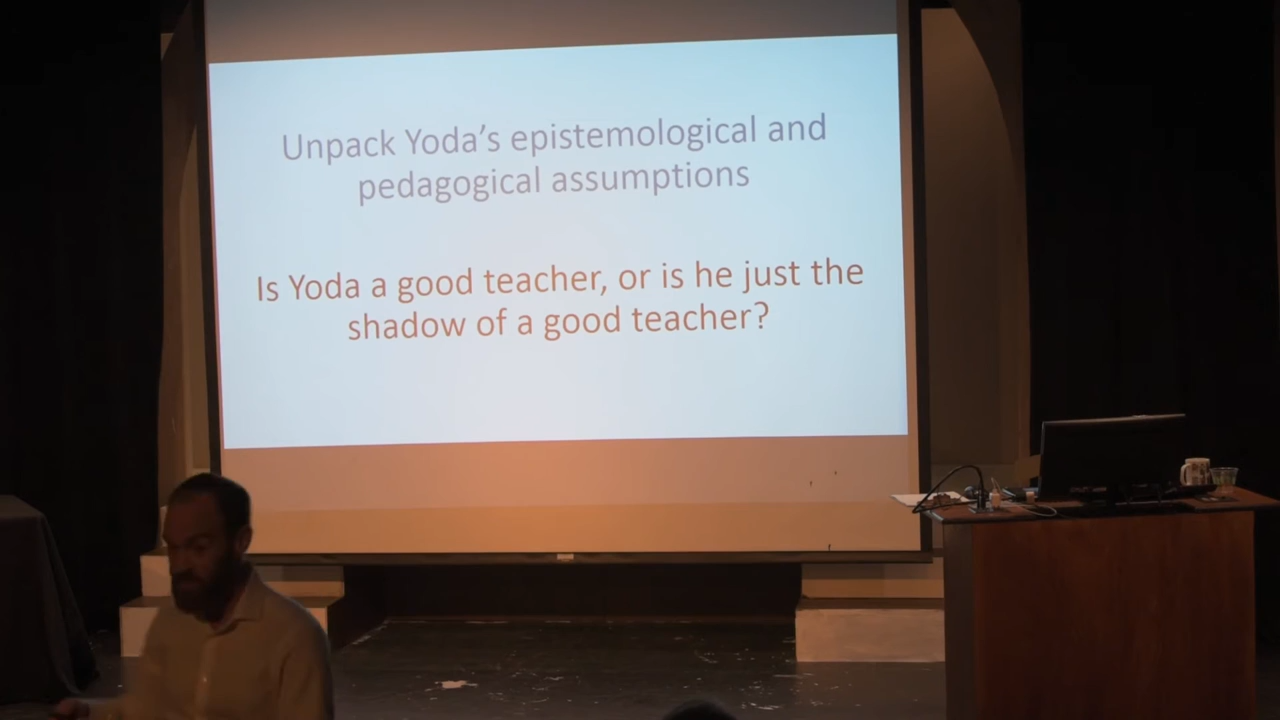 Unpack Yoda's epistemological and
pedagogical assumptions
Is Yoda a good teacher, or is he just the
shadow of a good teacher?